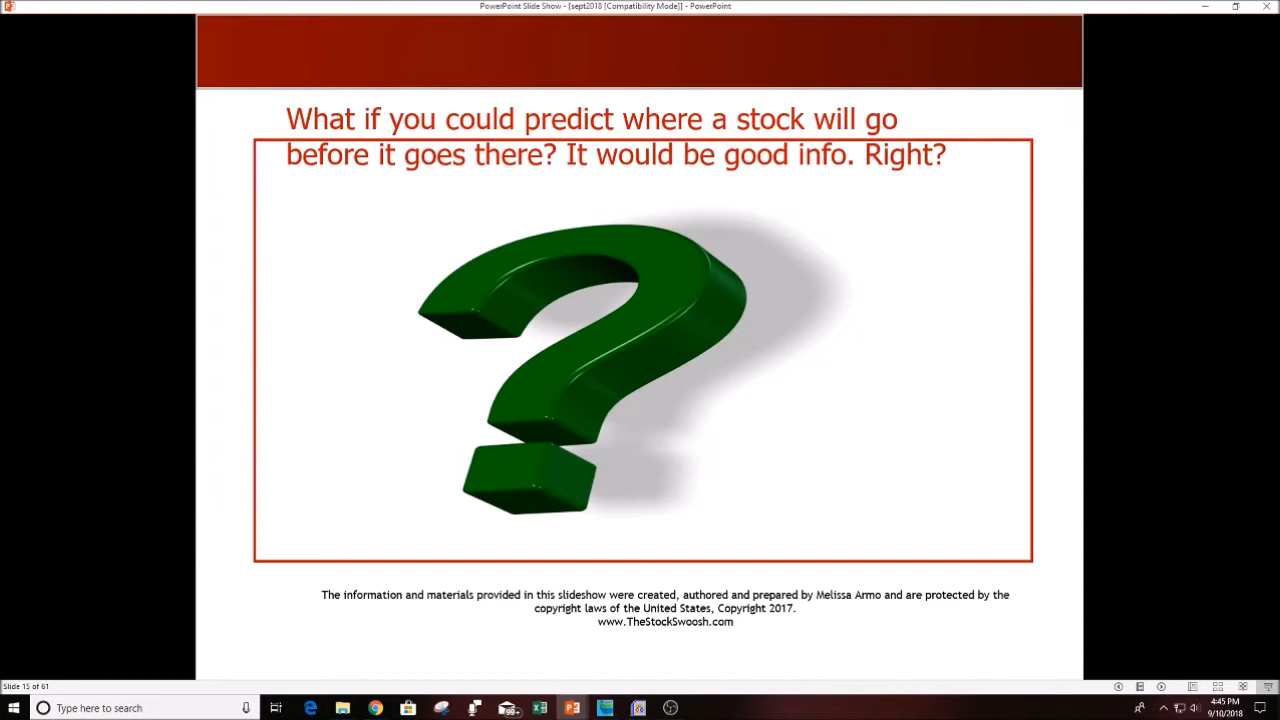 PowerPoint Slide Show - [sept2018 [Compatibility Mode]] - PowerPoint
What if you could predict where a stock will go
before it goes there? It would be good info. Right?
The information and materials provided in this slideshow were created, authored and prepared by Melissa Armo and are protected by the
copyright laws of the United States, Copyright 2017.
www.TheStockSwoosh.com
Slide 15 of 61
Type here to search
99+
4:45 PM
9/10/2018